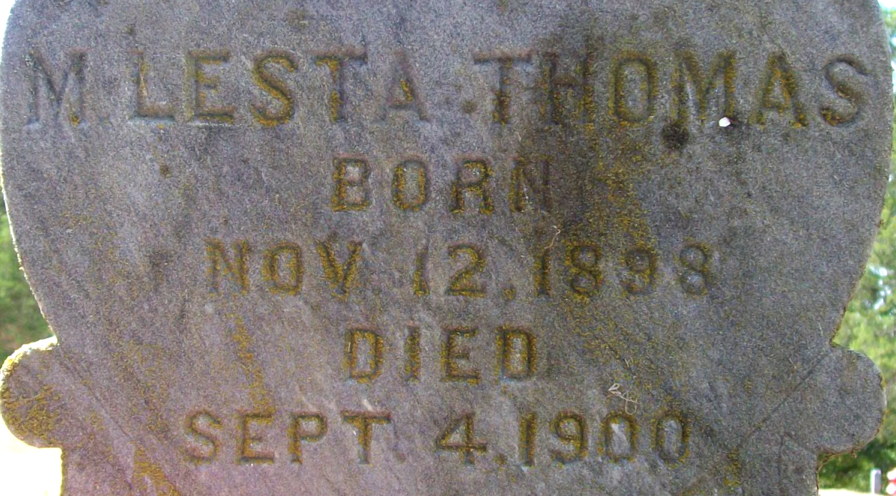 M LESTA THOMAS
BORN
NOV 12, 1898
DIED
SEPT. 4, 1900